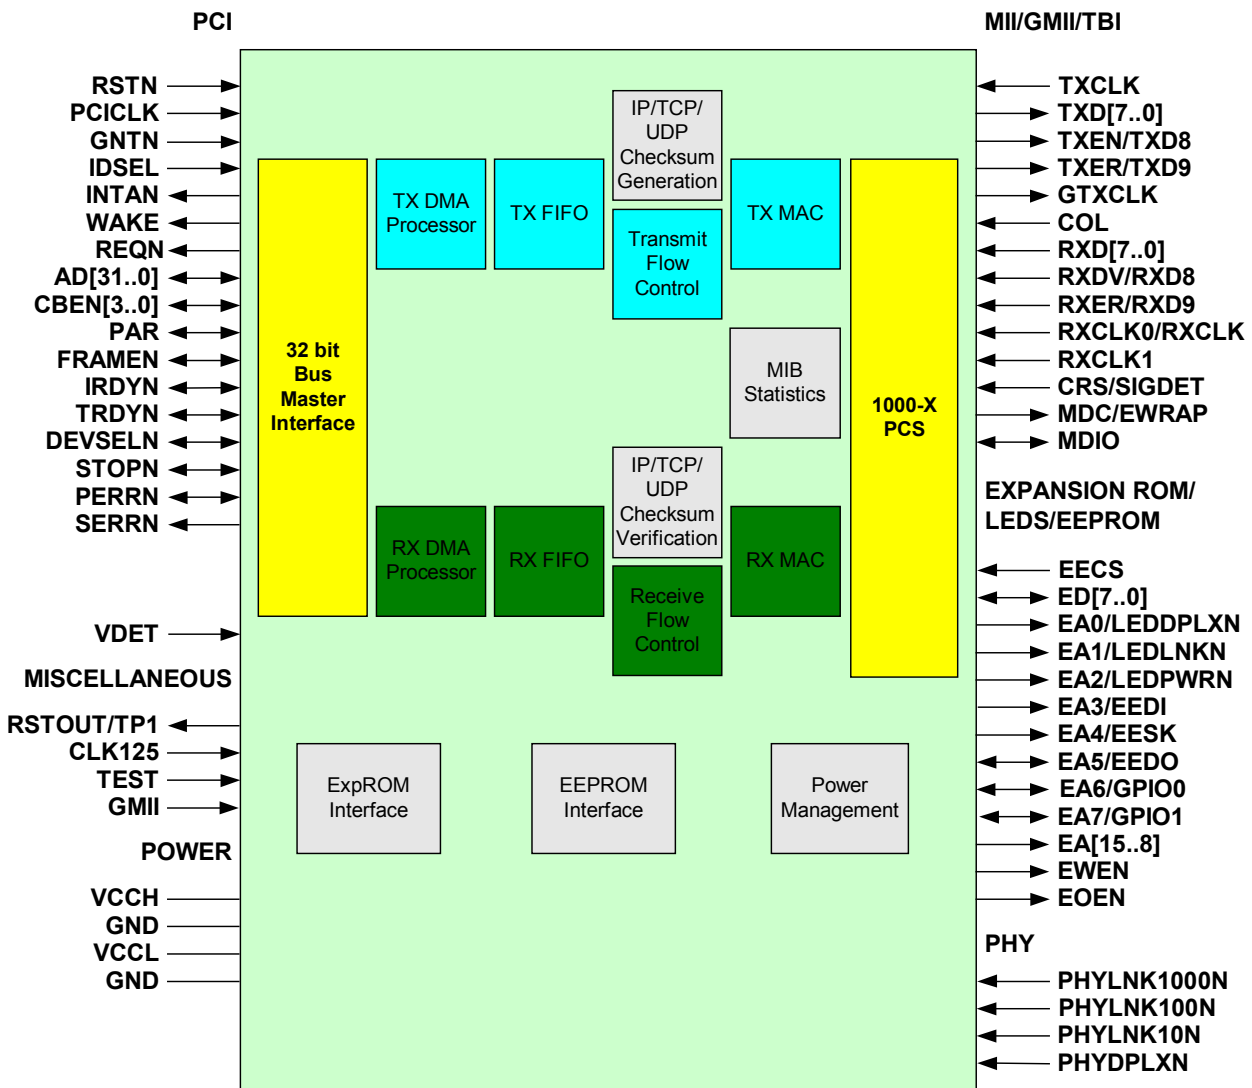 PCI
RSTN
PCICLK
GNTN
IDSEL
INTAN
WAKE
REQN
AD[31..0]
CBEN[3..0]
PAR
FRAMEN
IRDYN
TRDYN
DEVSELN
STOPN
PERRN
SERRN
VDET
MISCELLANEOUS
RSTOUT/TP1
CLK125
TEST
GMII
POWER
VCCH
GND
VCCL
GND
32 bit
Bus
Master
Interface
TX DMA
Processor
TX FIFO
IP/TCP/
UDP
Checksum
Generation
Transmit
Flow
Control
TX MAC
MIB
Statistics
1000-X
PCS
RX DMA
Processor
RX FIFO
IP/TCP/
UDP
Checksum
Verification
Receive
Flow
Control
RX MAC
ExpROM
Interface
EEPROM
Interface
Power
Management
MII/GMII/TBI
TXCLK
TXD[7..0]
TXEN/TXD8
TXER/TXD9
GTXCLK
COL
RXD[7..0]
RXDV/RXD8
RXER/RXD9
RXCLK0/RXCLK
RXCLK1
CRS/SIGDET
MDC/EWRAP
MDIO
EXPANSION ROM/
LEDS/EEPROM
EECS
ED[7..0]
EA0/LEDDPLXN
EA1/LEDLNKN
EA2/LEDPWRN
EA3/EEDI
EA4/EESK
EA5/EEDO
EA6/GPIO0
EA7/GPIO1
EA[15..8]
EWEN
EOEN
PHY
PHYLNK1000N
PHYLNK100N
PHYLNK10N
PHYDPLXN